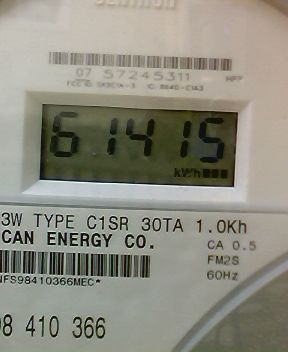 CENTRON
07 57245311
61415
kWh
3W TYPE C1SR 30TA 1.0Kh
CAN ENERGY CO.
CA 0.5
FM2S
60Hz
NFS98410366MEC*
98 410 366